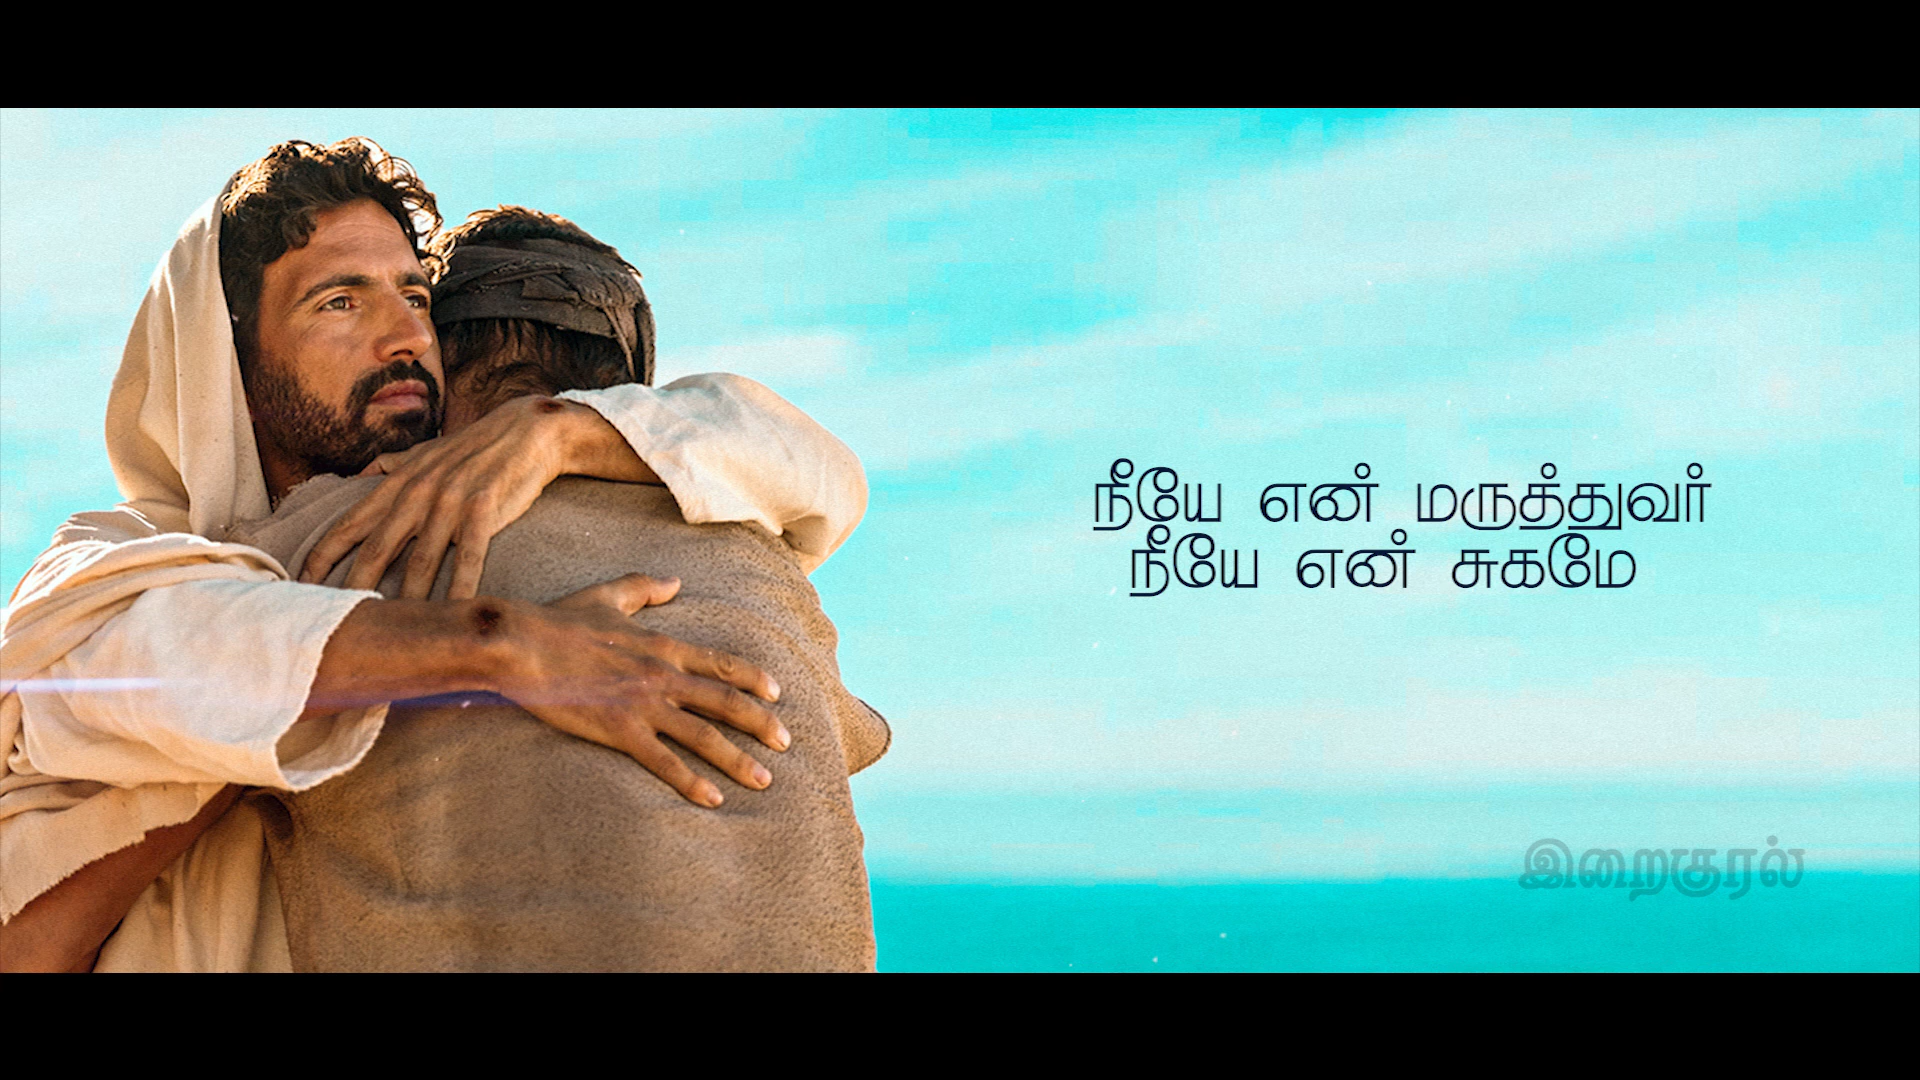 நீயே என் மருத்துவர்
நீயே என் சுகமே
இறைகுரல்